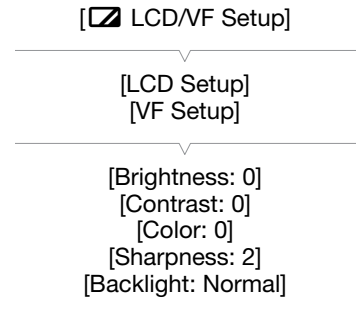 [LCD/VF Setup]
[LCD Setup]
[VF Setup]
[Brightness: 0]
[Contrast: 0]
[Color: 0]
[Sharpness: 2]
[Backlight: Normal]